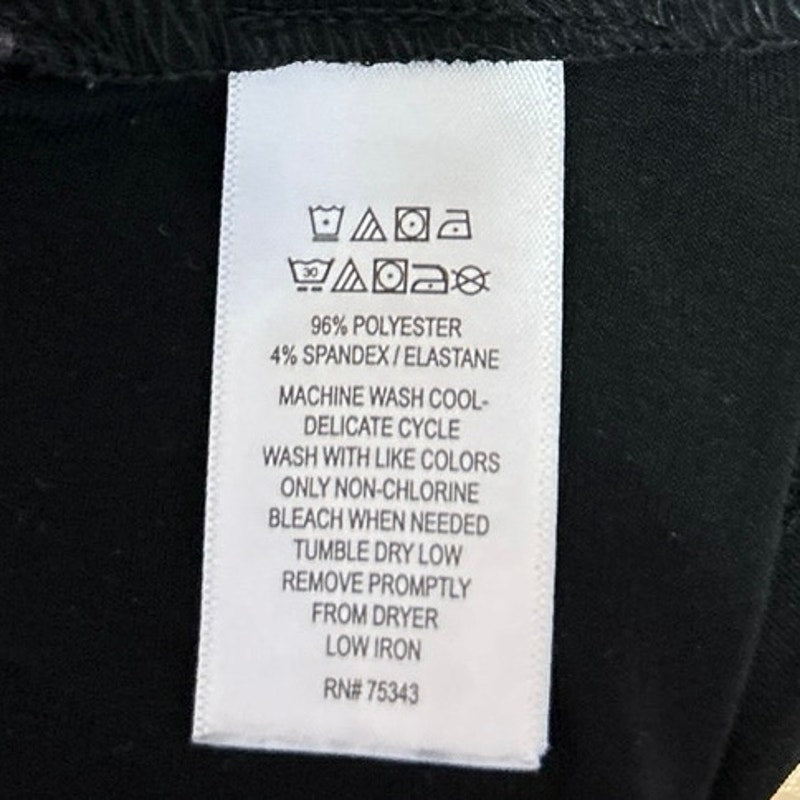 30
96% POLYESTER
4% SPANDEX / ELASTANE
MACHINE WASH COOL-
DELICATE CYCLE
WASH WITH LIKE COLORS
ONLY NON-CHLORINE
BLEACH WHEN NEEDED
TUMBLE DRY LOW
REMOVE PROMPTLY
FROM DRYER
LOW IRON
RN# 75343